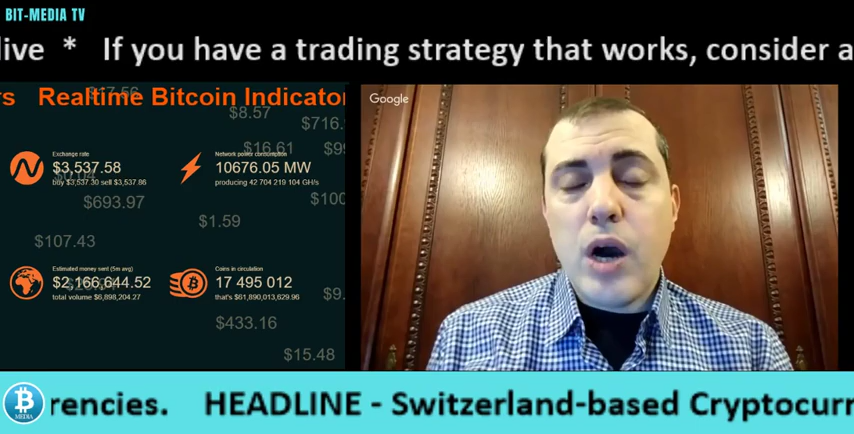 BIT-MEDIA TV
live * If you have a trading strategy that works, consider a
rs Realtime Bitcoin Indicator
$8.57
$716.
$16.61
Exchange rate
$3,537.58
buy $3,537.30 sell $3,537.86
Network power consumption
10676.05 MW
producing 42 704 219 104 GH/s
$693.97
$100
$1.59
$107.43
Estimated money sent (5m avg)
$2 166,644.52
total volume $6,898,204.27
Coins in circulation
17 495 012
that's $61,890,013,629.96
$9.
$433.16
$15.48
Google
B
MEDIA
rencies. HEADLINE - Switzerland-based Cryptocurr